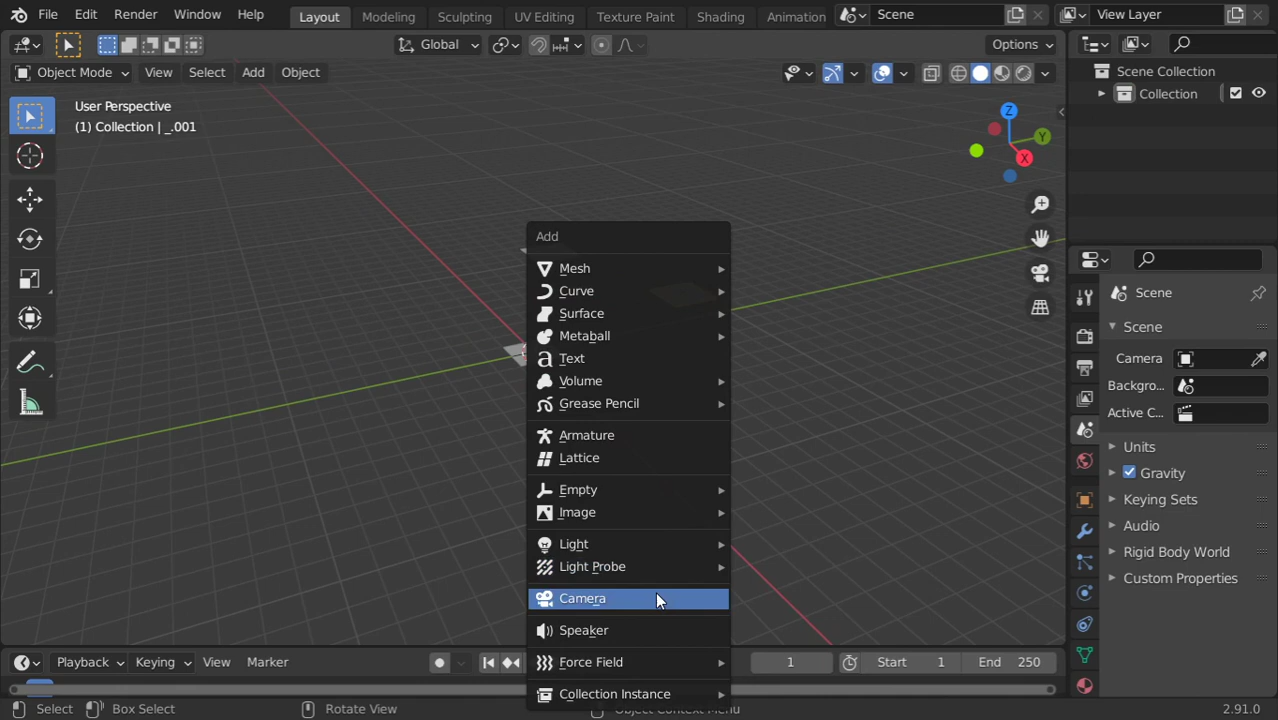 File Edit Render Window Help Layout Modeling Sculpting UV Editing Texture Paint Shading Animation Scene View Layer
Global Options
Object Mode View Select Add Object
Scene Collection
Collection
User Perspective
(1) Collection | _.001
Z
Y
X
Add
Mesh
Curve
Surface
Metaball
Text
Volume
Grease Pencil
Armature
Lattice
Empty
Image
Light
Light Probe
Camera
Speaker
Force Field
Collection Instance
Scene
Scene
Camera
Backgro...
Active C...
Units
Gravity
Keying Sets
Audio
Rigid Body World
Custom Properties
Playback Keying View Marker 1 Start 1 End 250
Select Box Select Rotate View Object Context Menu 2.91.0